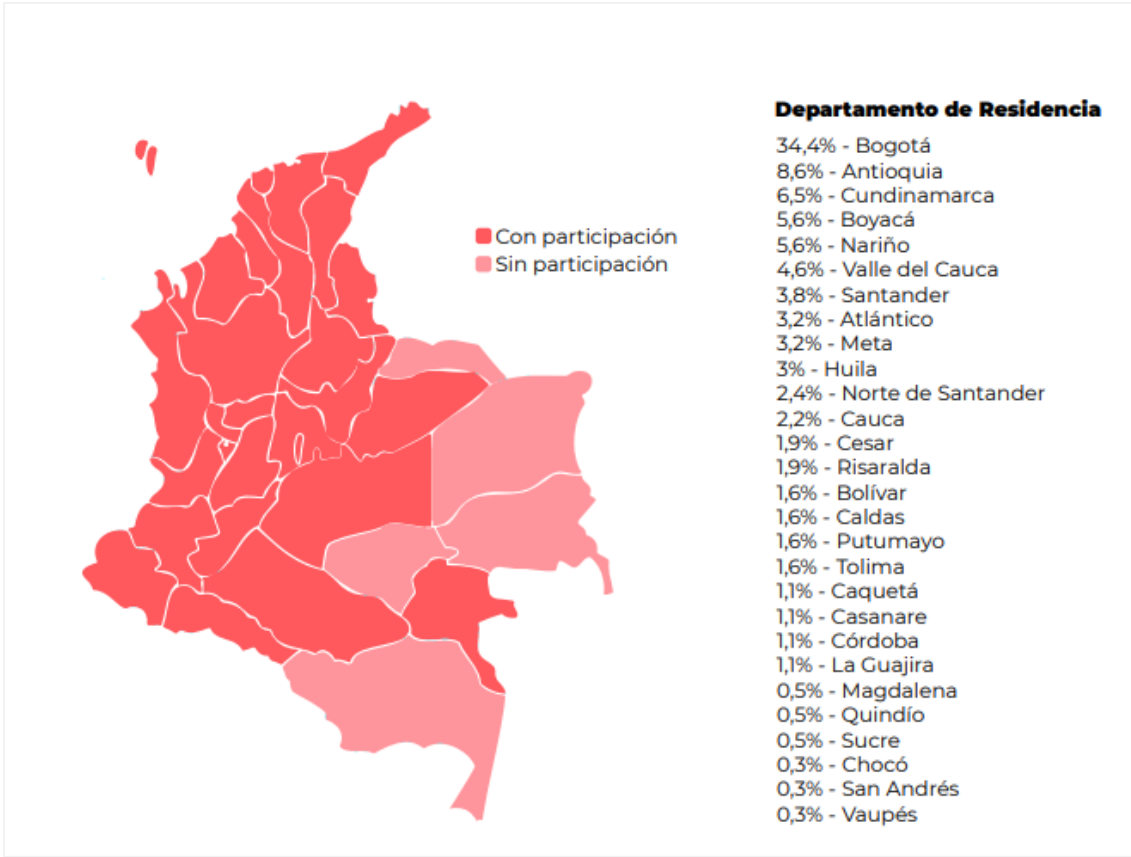 Departamento de Residencia
34,4% - Bogotá
8,6% - Antioquia
6,5% - Cundinamarca
5,6% - Boyacá
5,6% - Nariño
4,6% - Valle del Cauca
3,8% - Santander
3,2% - Atlántico
3,2% - Meta
3% - Huila
2,4% - Norte de Santander
2,2% - Cauca
1,9% - Cesar
1,9% - Risaralda
1,6% - Bolívar
1,6% - Caldas
1,6% - Putumayo
1,6% - Tolima
1,1% - Caquetá
1,1% - Casanare
1,1% - Córdoba
1,1% - La Guajira
0,5% - Magdalena
0,5% - Quindío
0,5% - Sucre
0,3% - Chocó
0,3% - San Andrés
0,3% - Vaupés
Con participación
Sin participación